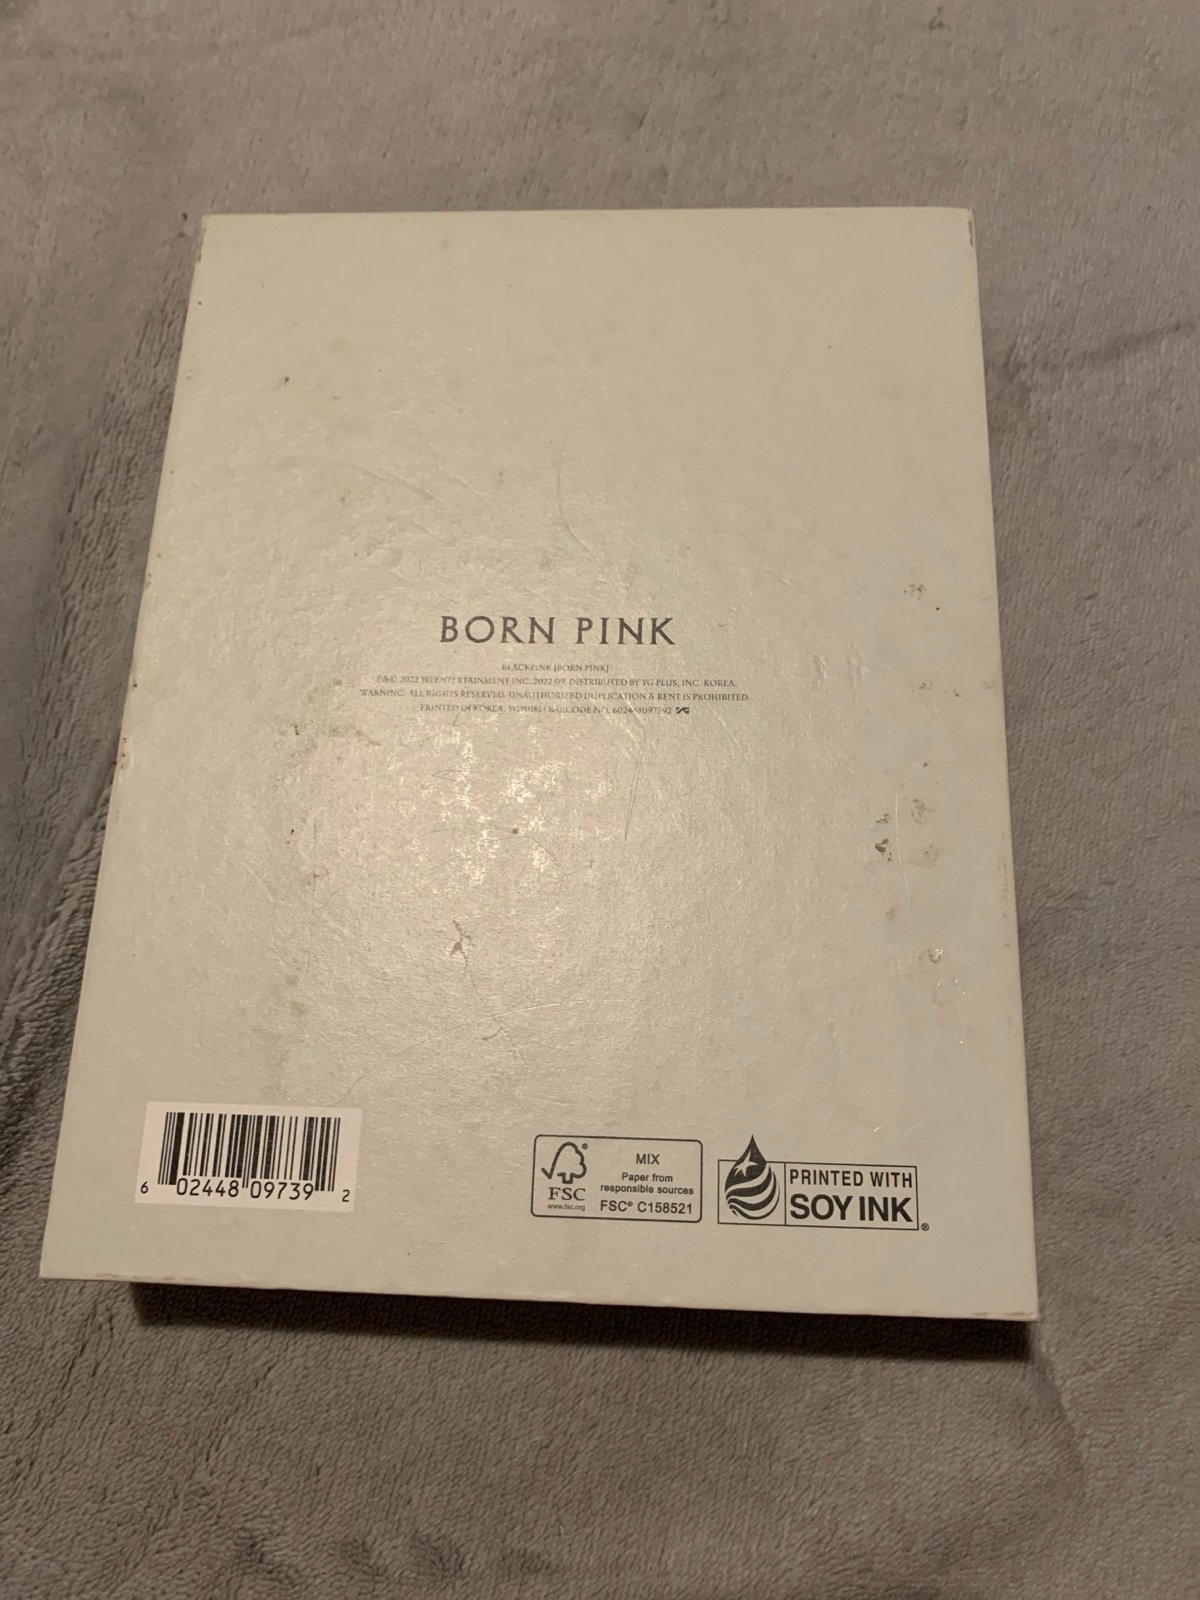 BORN PINK
BLACKPINK [BORN PINK]
P & © 2022 YG ENTERTAINMENT INC. 2022.09. DISTRIBUTED BY YG PLUS, INC. KOREA.
WARNING: ALL RIGHTS RESERVED. UNAUTHORIZED DUPLICATION & RENT IS PROHIBITED.
PRINTED IN KOREA. BARCODE NO.
6 02448 09739 2
FSC
www.fsc.org
MIX
Paper from
responsible sources
FSC® C158521
PRINTED WITH
SOY INK®